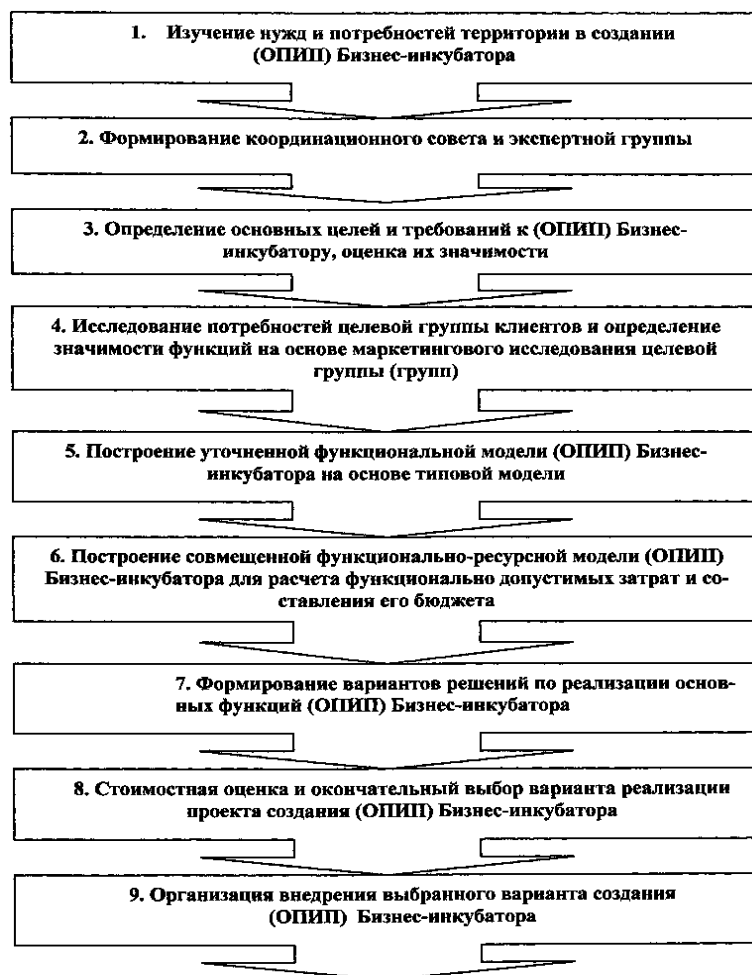 1. Изучение нужд и потребностей территории в создании
(ОПИП) Бизнес-инкубатора
2. Формирование координационного совета и экспертной группы
3. Определение основных целей и требований к (ОПИП) Бизнес-
инкубатору, оценка их значимости
4. Исследование потребностей целевой группы клиентов и определение
значимости функций на основе маркетингового исследования целевой
группы (групп)
5. Построение уточненной функциональной модели (ОПИП) Бизнес-
инкубатора на основе типовой модели
6. Построение совмещенной функционально-ресурсной модели (ОПИП)
Бизнес-инкубатора для расчета функционально допустимых затрат и со-
ставления его бюджета
7. Формирование вариантов решений по реализации основ-
ных функций (ОПИП) Бизнес-инкубатора
8. Стоимостная оценка и окончательный выбор варианта реализации
проекта создания (ОПИП) Бизнес-инкубатора
9. Организация внедрения выбранного варианта создания
(ОПИП) Бизнес-инкубатора